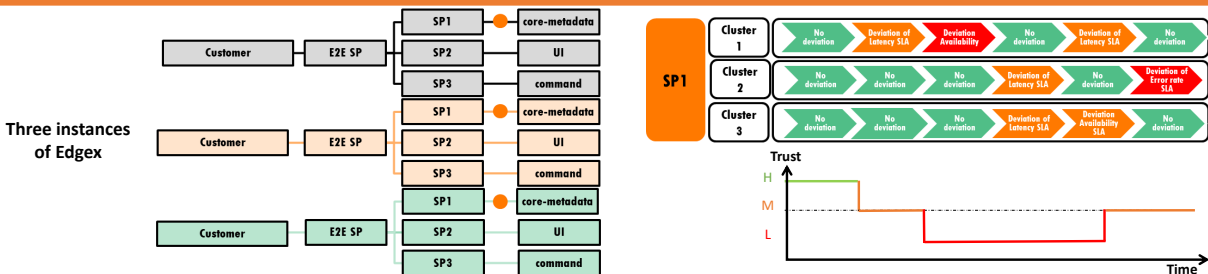 Three instances
of Edgex
Customer
E2E SP
SP1
core-metadata
SP2
UI
SP3
command
Customer
E2E SP
SP1
core-metadata
SP2
UI
SP3
command
Customer
E2E SP
SP1
core-metadata
SP2
UI
SP3
command
SP1
Cluster
1
No
deviation
Deviation of
Latency SLA
Deviation
Availability
No
deviation
Deviation of
Latency SLA
No
deviation
Cluster
2
No
deviation
No
deviation
No
deviation
Deviation of
Latency SLA
No
deviation
Deviation of
Error rate
SLA
Cluster
3
No
deviation
No
deviation
No
deviation
Deviation of
Latency SLA
Deviation
Availability
SLA
No
deviation
Trust
H
M
L
Time